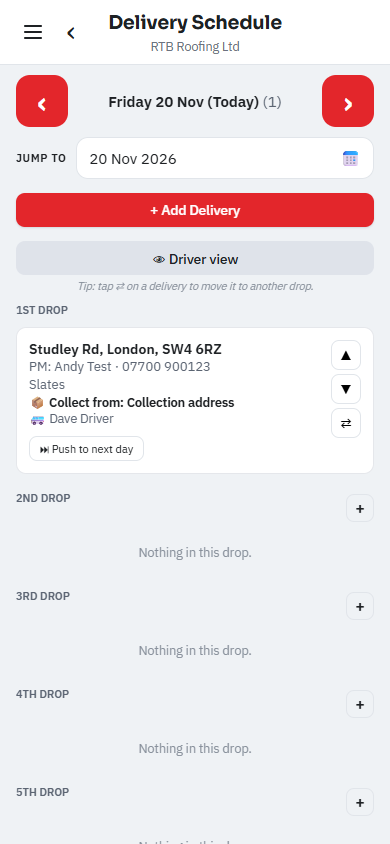 Delivery Schedule
RTB Roofing Ltd
Friday 20 Nov (Today) (1)
JUMP TO
20 Nov 2026
+ Add Delivery
Driver view
Tip: tap ⇄ on a delivery to move it to another drop.
1ST DROP
Studley Rd, London, SW4 6RZ
PM: Andy Test · 07700 900123
Slates
Collect from: Collection address
Dave Driver
Push to next day
2ND DROP
+
Nothing in this drop.
3RD DROP
+
Nothing in this drop.
4TH DROP
+
Nothing in this drop.
5TH DROP
+